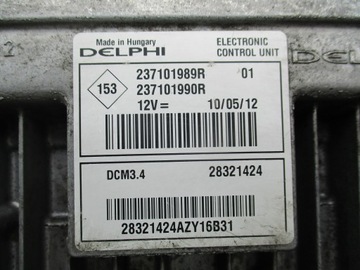 Made in Hungary
DELPHI
ELECTRONIC
CONTROL UNIT
153
237101989R 01
237101990R
12V= 10/05/12
DCM3.4 28321424
28321424AZY16B31